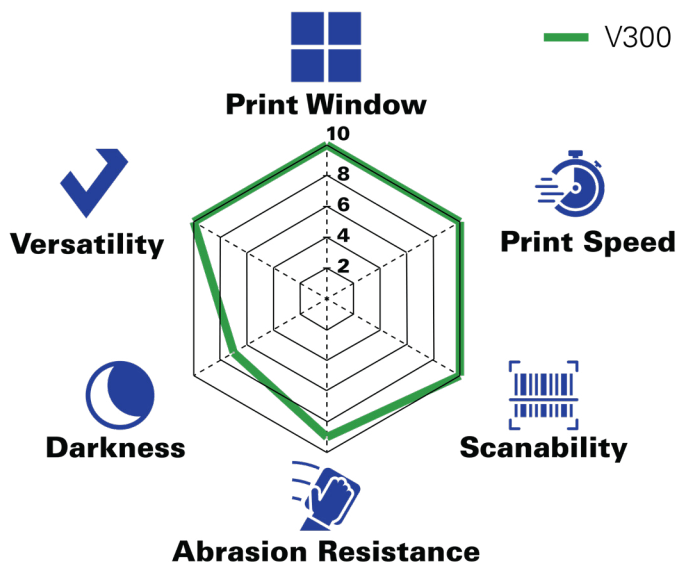 V300
Print Window
10
8
6
4
2
Versatility
Print Speed
Darkness
Scanability
Abrasion Resistance